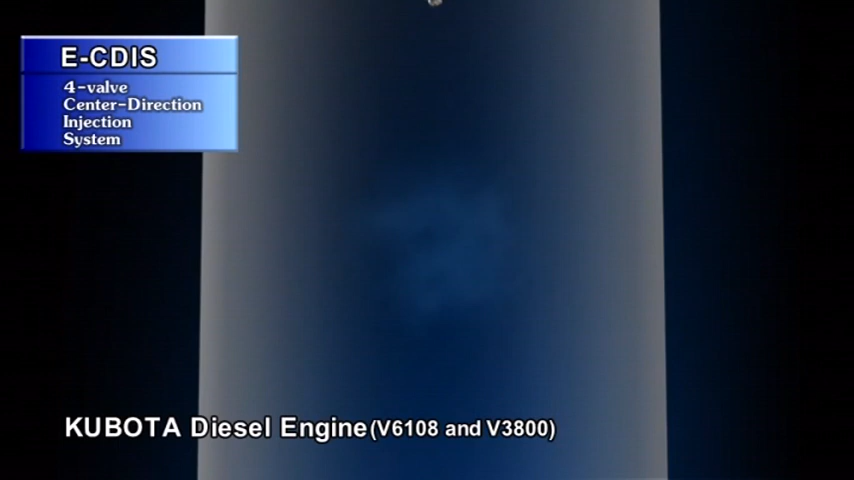 E-CDIS
4-valve
Center-Direction
Injection
System
KUBOTA Diesel Engine(V6108 and V3800)